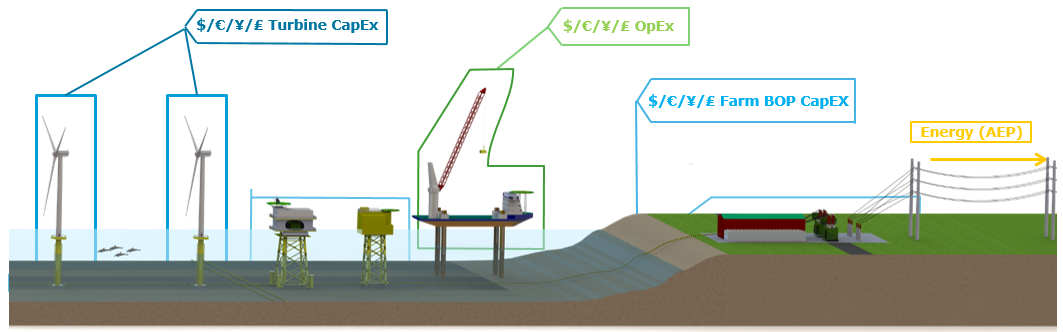 $/€/¥/£ Turbine CapEx
$/€/¥/£ OpEx
$/€/¥/£ Farm BOP CapEX
Energy (AEP)